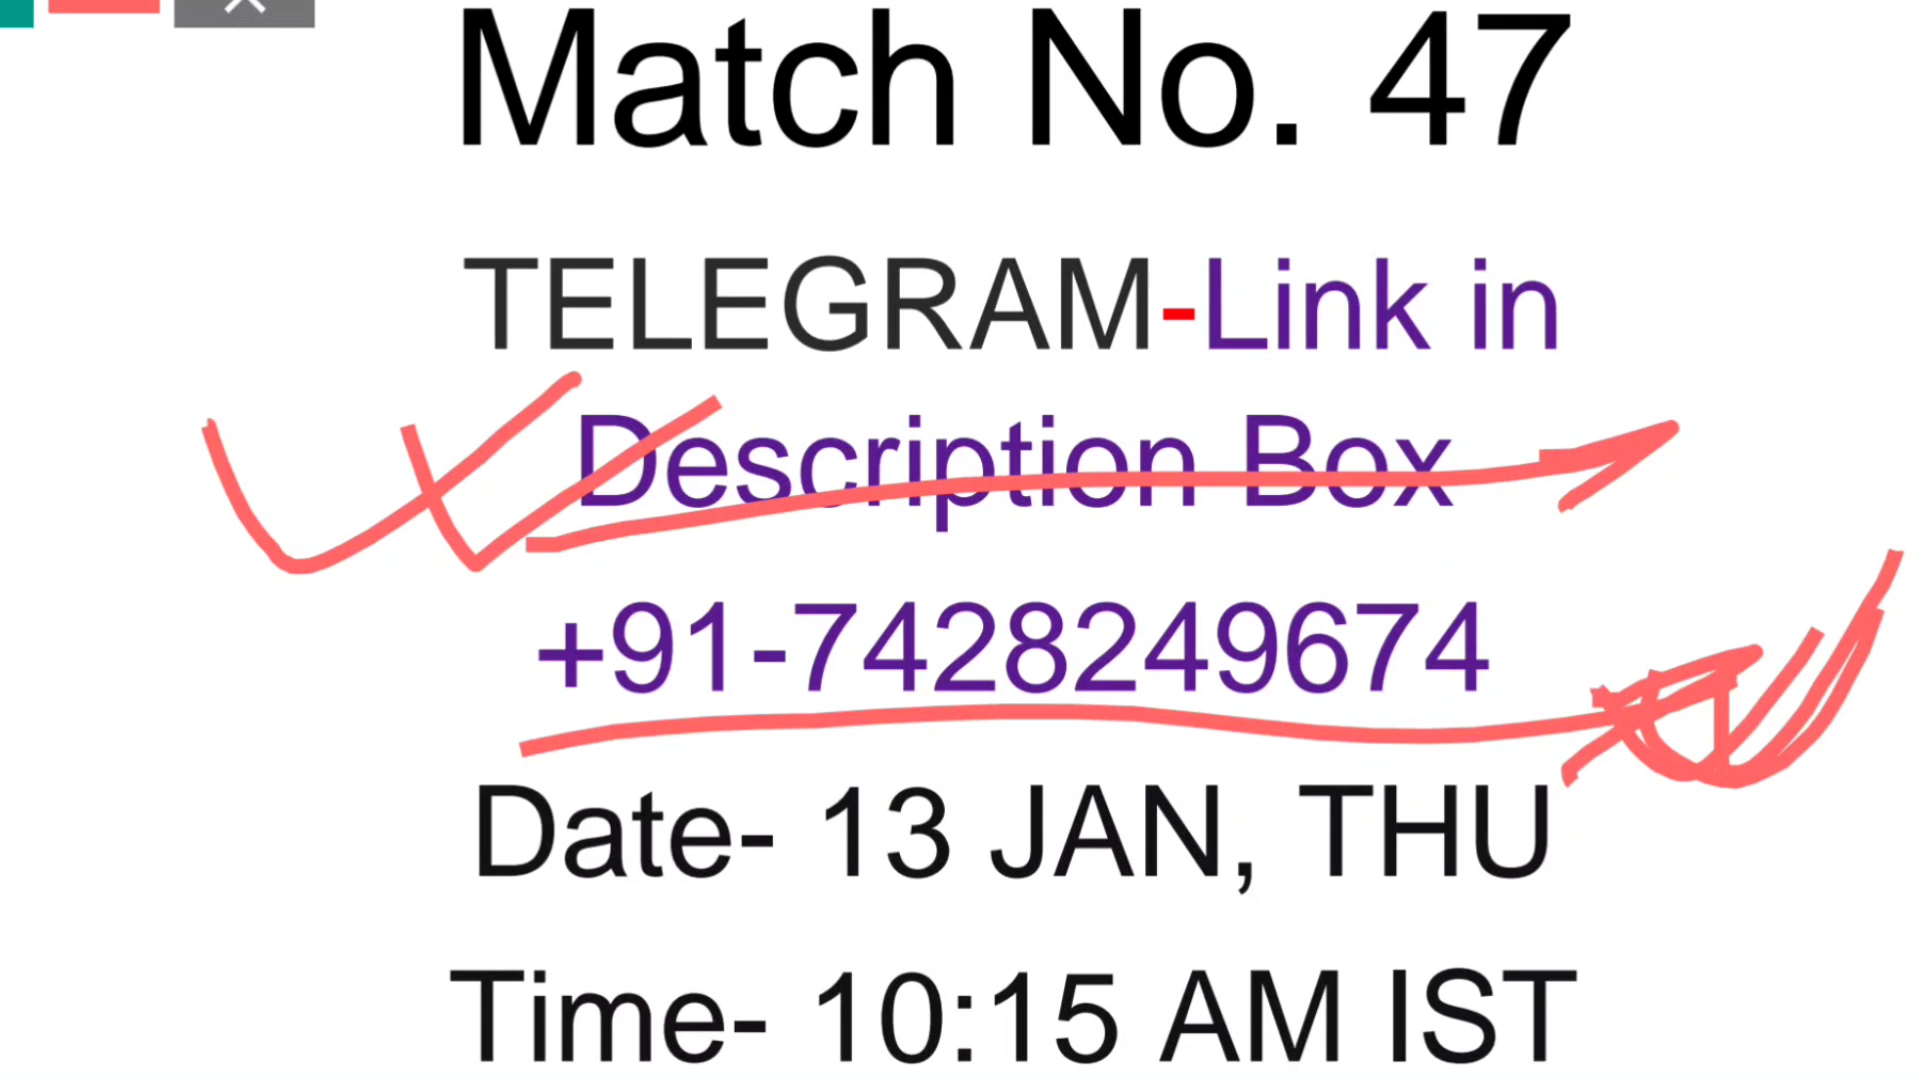 Match No. 47
TELEGRAM-Link in
Description Box
+91-7428249674
Date- 13 JAN, THU
Time- 10:15 AM IST